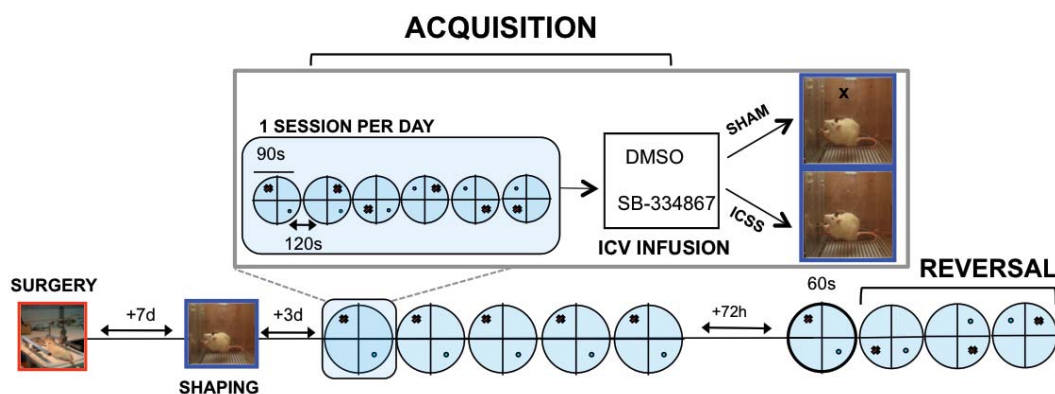 ACQUISITION
1 SESSION PER DAY
90s
120s
DMSO
SB-334867
ICV INFUSION
SHAM
ICSS
x
REVERSAL
SURGERY
+7d
+3d
SHAPING
+72h
60s